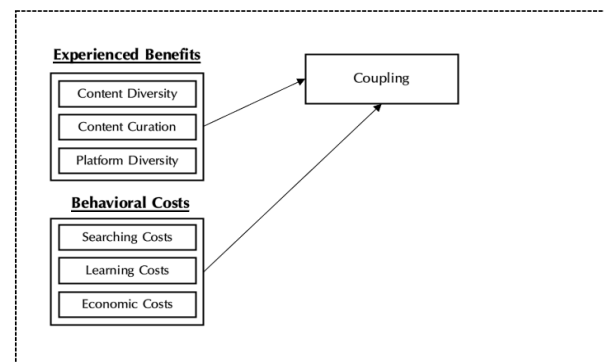 Experienced Benefits
Content Diversity
Content Curation
Platform Diversity
Coupling
Behavioral Costs
Searching Costs
Learning Costs
Economic Costs